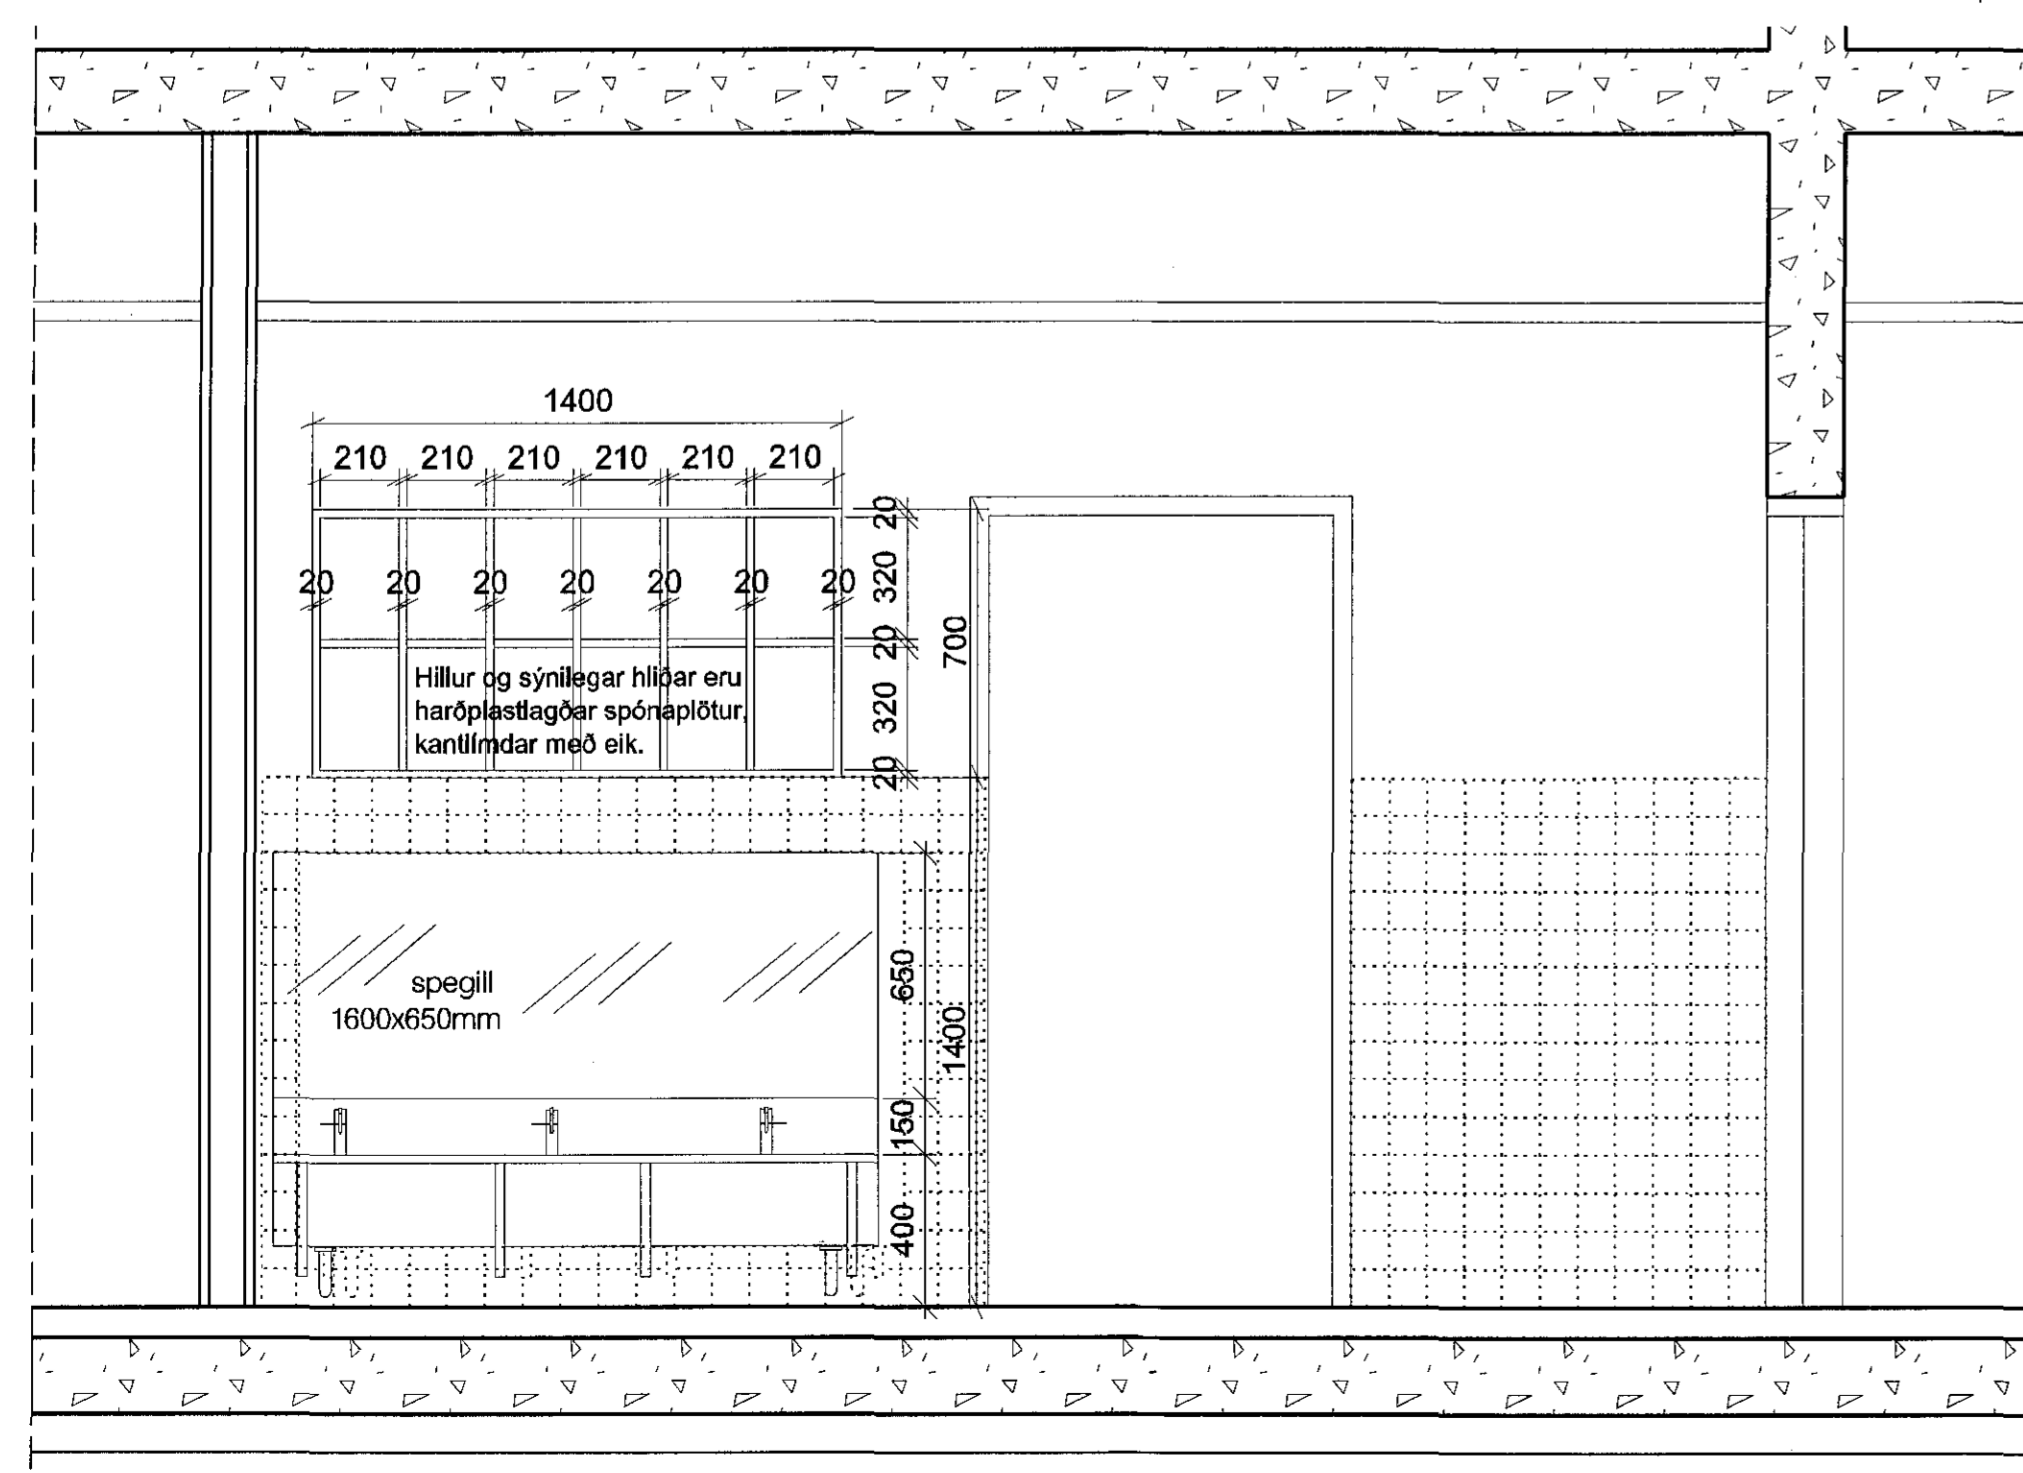 1400
210 210 210 210 210 210
20
20 20 20 20 20 20 20
320
700
20
Hillur og sýnilegar hliðar eru
harðplastlagðar spónaplötur,
kantlímdar með eik.
320
20
650
spegill
1600x650mm
1400
150
400